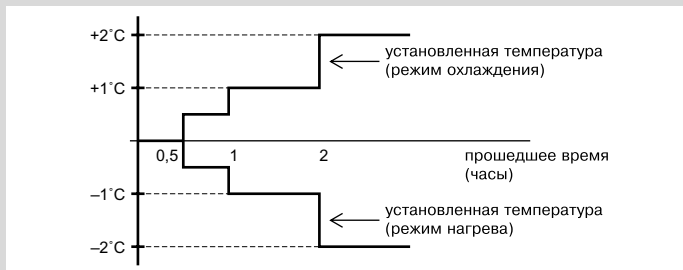 +2˚C
установленная температура
(режим охлаждения)
+1˚C
0,5
1
2
прошедшее время
(часы)
–1˚C
установленная температура
(режим нагрева)
–2˚C